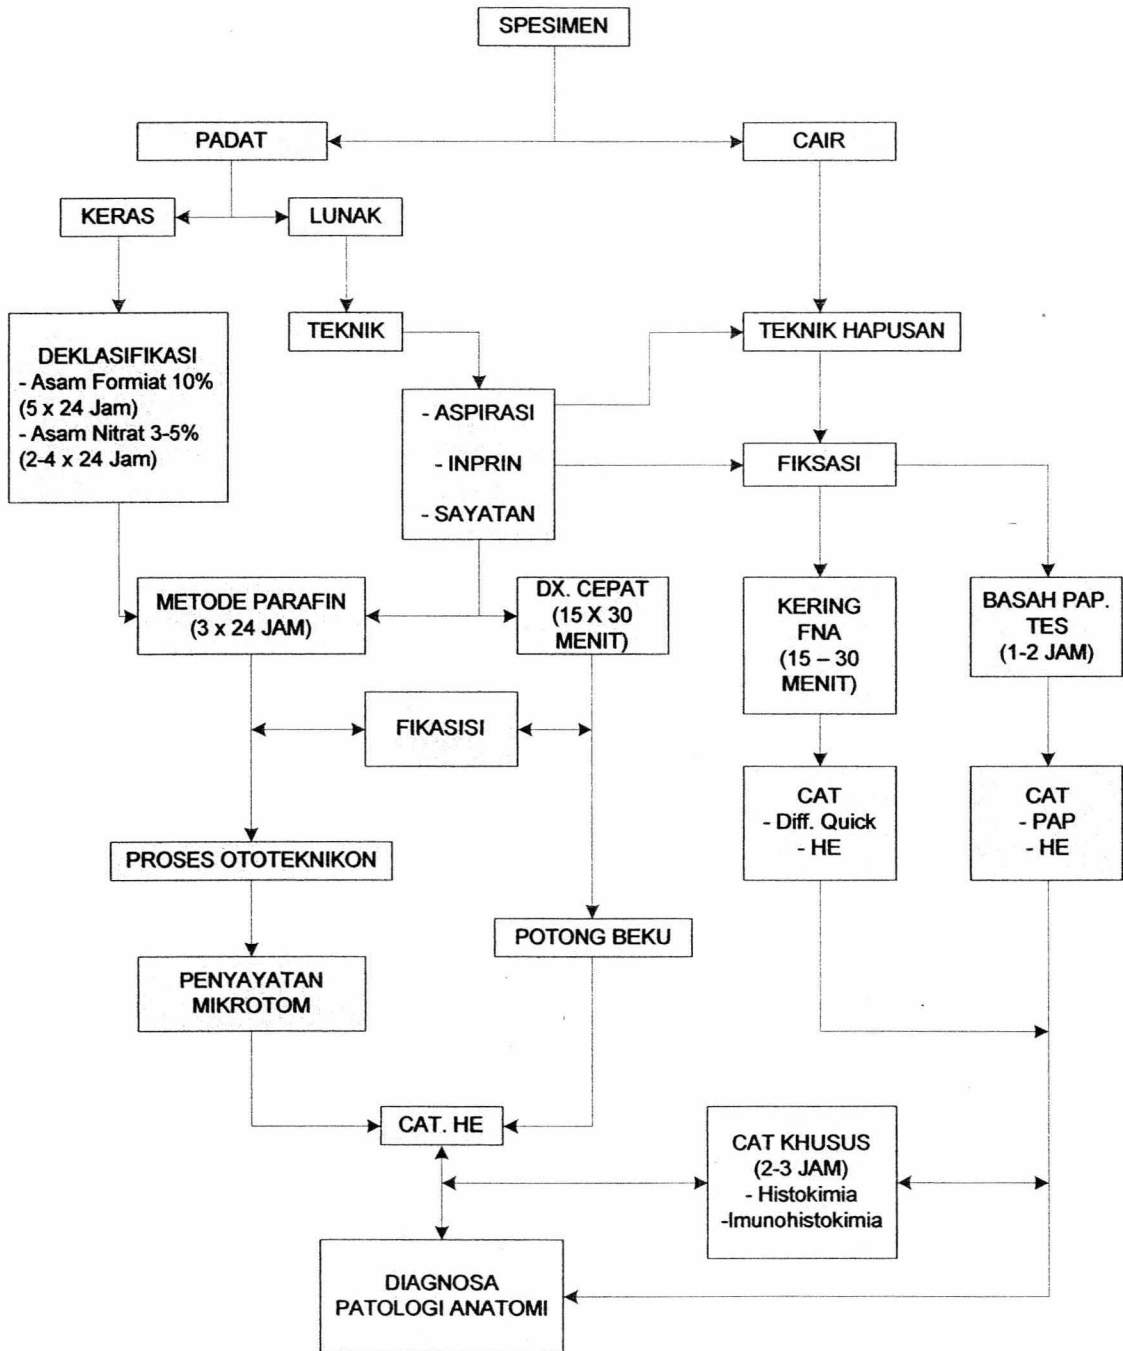 SPESIMEN
PADAT
CAIR
KERAS
LUNAK
DEKLASIFIKASI
- Asam Formiat 10%
(5 x 24 Jam)
- Asam Nitrat 3-5%
(2-4 x 24 Jam)
TEKNIK
TEKNIK HAPUSAN
- ASPIRASI
- INPRIN
- SAYATAN
FIKSASI
METODE PARAFIN
(3 x 24 JAM)
DX. CEPAT
(15 X 30
MENIT)
KERING
FNA
(15 – 30
MENIT)
BASAH PAP.
TES
(1-2 JAM)
FIKASISI
CAT
- Diff. Quick
- HE
CAT
- PAP
- HE
PROSES OTOTEKNIKON
POTONG BEKU
PENYAYATAN
MIKROTOM
CAT. HE
CAT KHUSUS
(2-3 JAM)
- Histokimia
-Imunohistokimia
DIAGNOSA
PATOLOGI ANATOMI